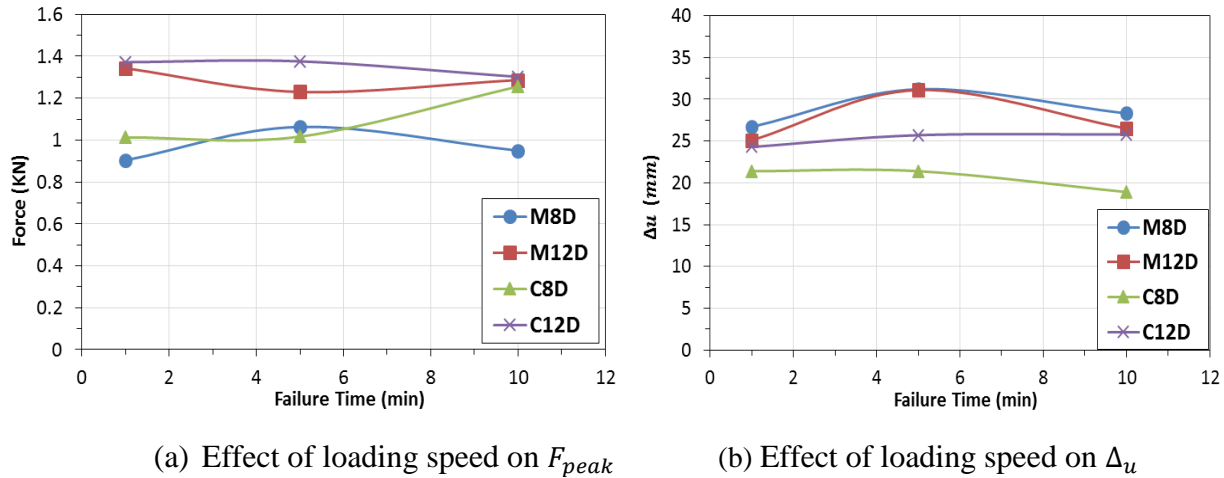 1.6
1.4
1.2
1
0.8
0.6
0.4
0.2
0
Force (KN)
0 2 4 6 8 10 12
Failure Time (min)
M8D
M12D
C8D
C12D
40
35
30
25
20
15
10
5
0
Δu (mm)
0 2 4 6 8 10 12
Failure Time (min)
M8D
M12D
C8D
C12D
(a) Effect of loading speed on F_peak
(b) Effect of loading speed on Δ_u